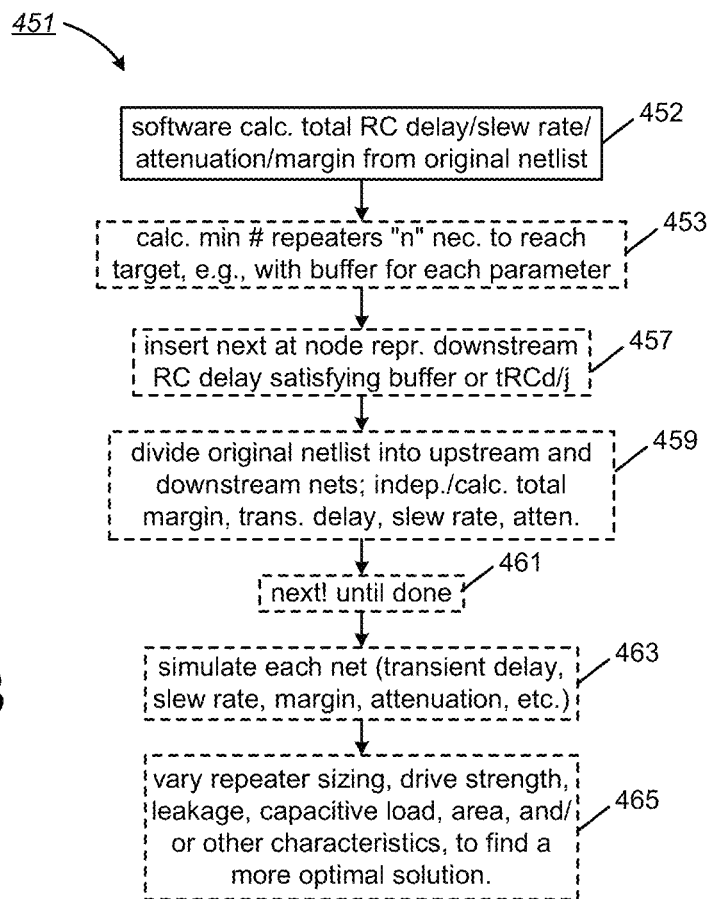 451
software calc. total RC delay/slew rate/
attenuation/margin from original netlist
452
calc. min # repeaters "n" nec. to reach
target, e.g., with buffer for each parameter
453
insert next at node repr. downstream
RC delay satisfying buffer or tRCd/j
457
divide original netlist into upstream and
downstream nets; indep./calc. total
margin, trans. delay, slew rate, atten.
459
next! until done
461
simulate each net (transient delay,
slew rate, margin, attenuation, etc.)
463
vary repeater sizing, drive strength,
leakage, capacitive load, area, and/
or other characteristics, to find a
more optimal solution.
465